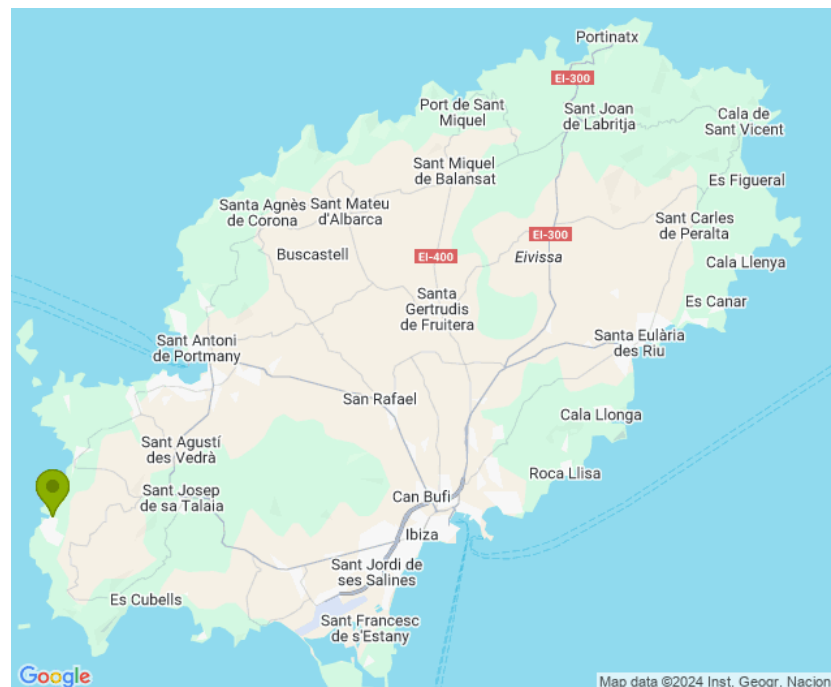 Portinatx
EI-300
Port de Sant
Miquel
Sant Joan
de Labritja
Cala de
Sant Vicent
Sant Miquel
de Balansat
Es Figueral
Santa Agnès
de Corona
Sant Mateu
d'Albarca
Sant Carles
de Peralta
EI-300
Buscastell
EI-400
Eivissa
Cala Llenya
Santa
Gertrudis
de Fruitera
Es Canar
Sant Antoni
de Portmany
Santa Eulària
des Riu
San Rafael
Cala Llonga
Sant Agustí
des Vedrà
Roca Llisa
Sant Josep
de sa Talaia
Can Bufi
Ibiza
Sant Jordi de
ses Salines
Es Cubells
Sant Francesc
de s'Estany
Google
Map data ©2024 Inst. Geogr. Nacion